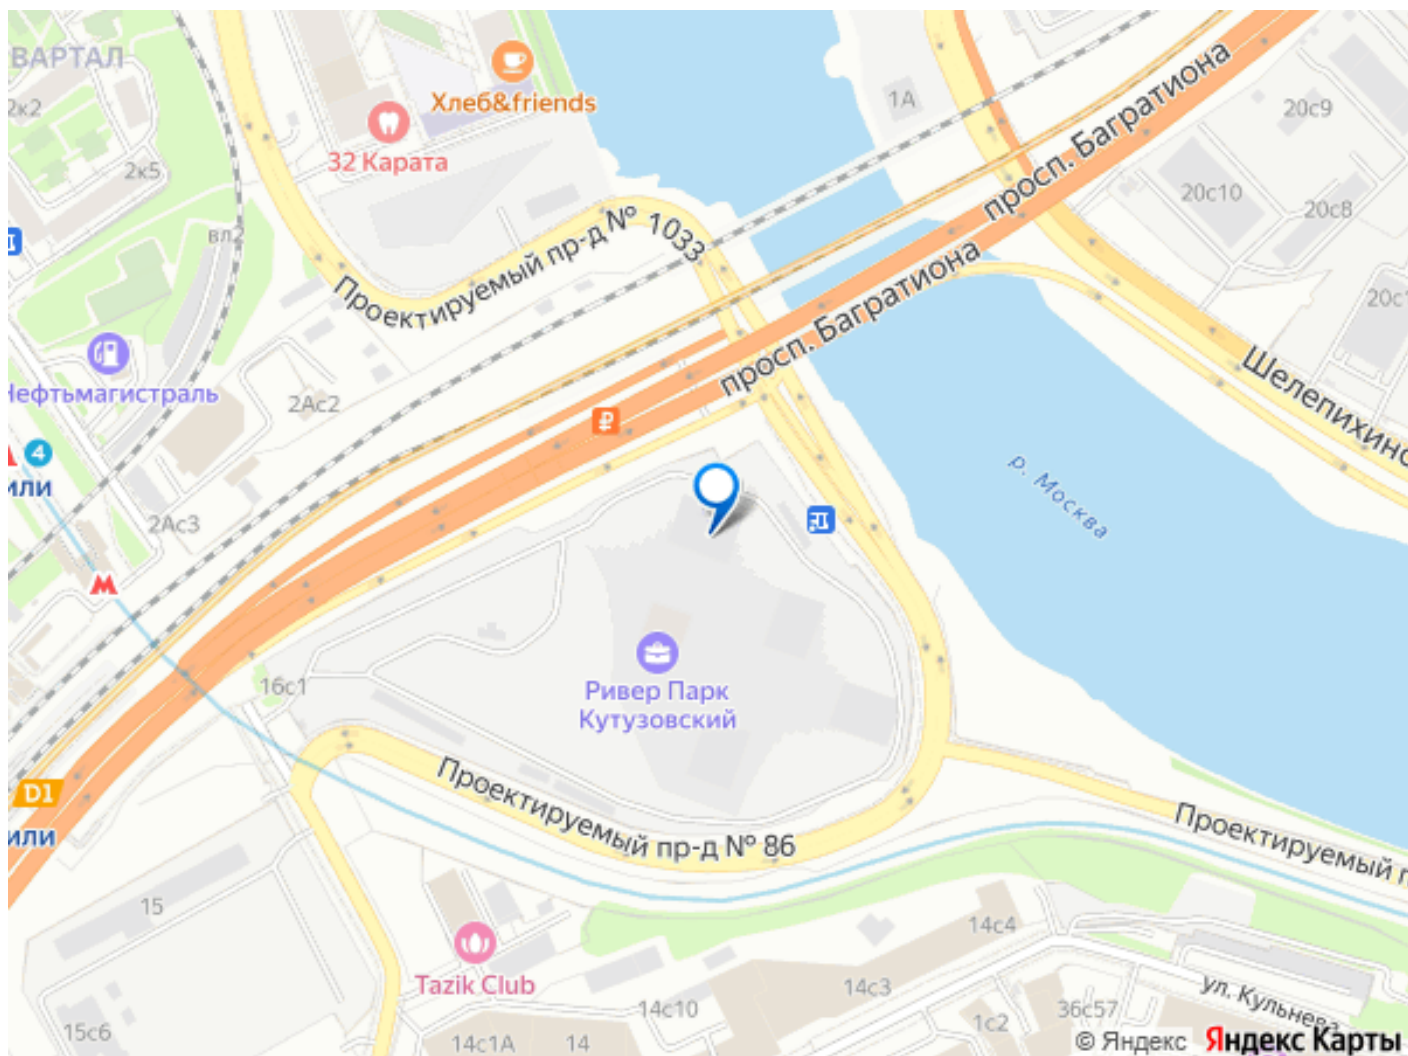 ВАРТАЛ
2к2
Хлеб&friends
1А
просп. Багратиона
20с9
32 Карата
2к5
20с10
20с8
вл2
Проектируемый пр-д № 1033
просп. Багратиона
20с1
Нефтьмагистраль
2Ас2
Шелепихинс
4
или
р. Москва
2Ас3
М
Ривер Парк
Кутузовский
16с1
D1
или
Проектируемый пр-д № 86
Проектируемый п
15
14с4
Tazik Club
14с3
ул. Кульнева
14с10
36с57
1с2
15с6
14с1А
14
© Яндекс
Яндекс Карты